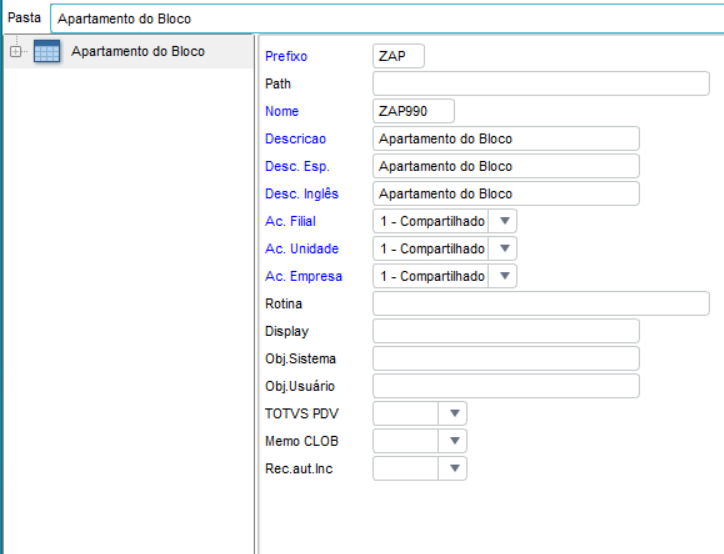 Pasta Apartamento do Bloco
Apartamento do Bloco
Prefixo ZAP
Path
Nome ZAP990
Descricao Apartamento do Bloco
Desc. Esp. Apartamento do Bloco
Desc. Inglês Apartamento do Bloco
Ac. Filial 1 - Compartilhado
Ac. Unidade 1 - Compartilhado
Ac. Empresa 1 - Compartilhado
Rotina
Display
Obj.Sistema
Obj.Usuário
TOTVS PDV
Memo CLOB
Rec.aut.Inc